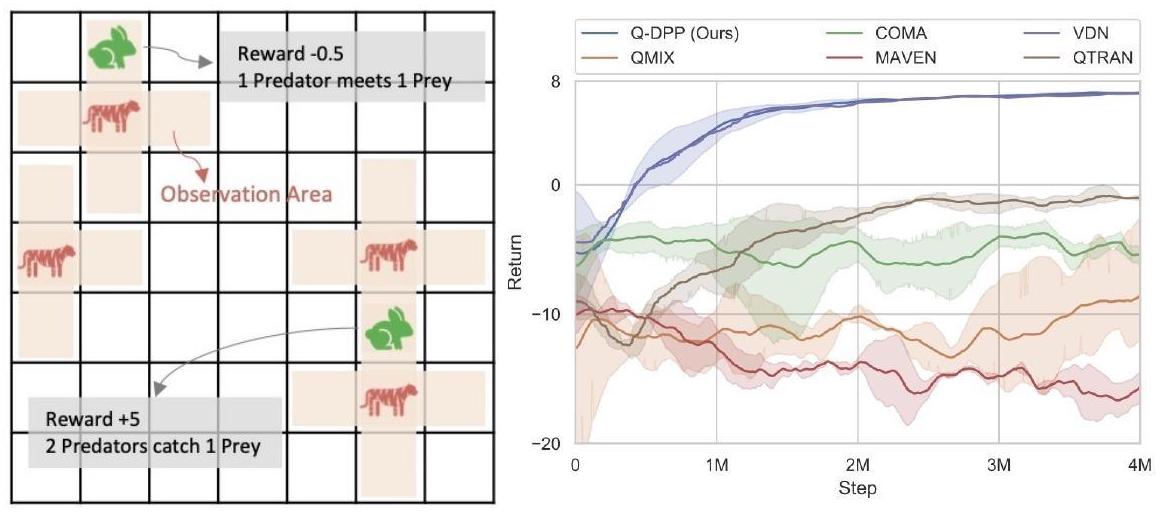 Reward -0.5
1 Predator meets 1 Prey
Observation Area
Reward +5
2 Predators catch 1 Prey
Q-DPP (Ours)
COMA
VDN
QMIX
MAVEN
QTRAN
8
0
−10
−20
Return
0
1M
2M
3M
4M
Step